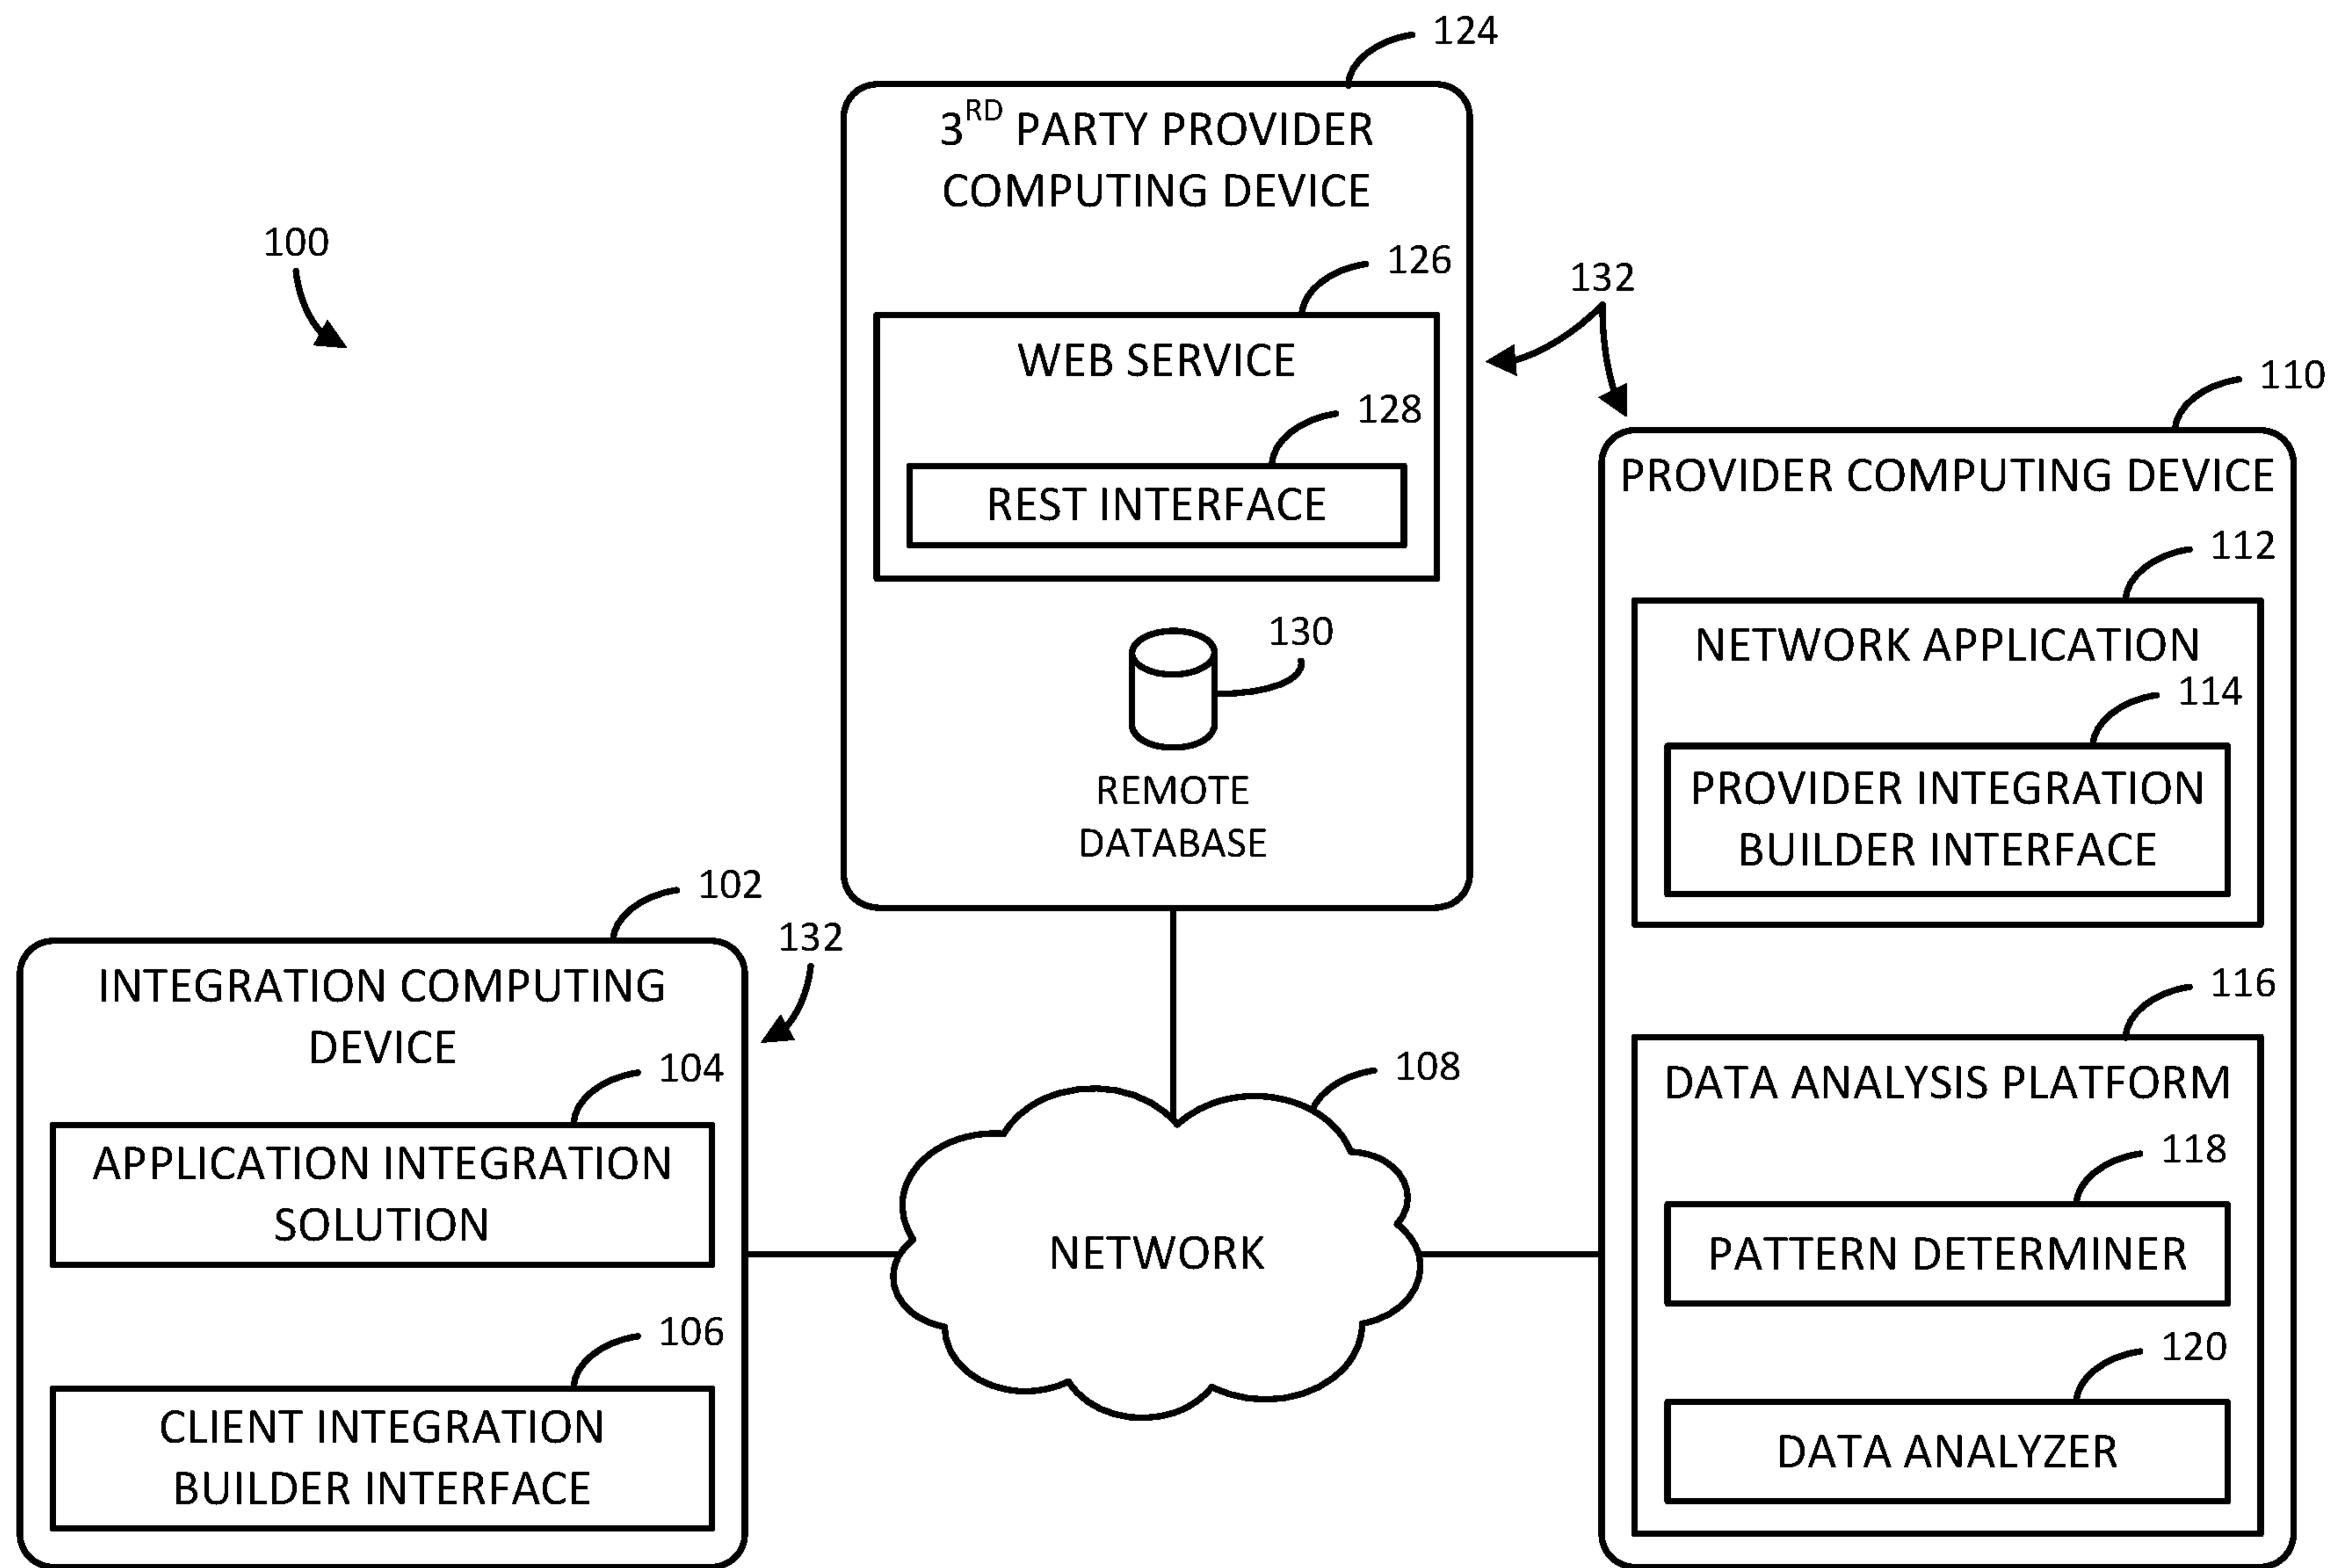 124
3RD PARTY PROVIDER
COMPUTING DEVICE
100
126
132
WEB SERVICE
128
REST INTERFACE
130
REMOTE
DATABASE
110
PROVIDER COMPUTING DEVICE
112
NETWORK APPLICATION
114
PROVIDER INTEGRATION
BUILDER INTERFACE
116
DATA ANALYSIS PLATFORM
118
PATTERN DETERMINER
120
DATA ANALYZER
102
132
INTEGRATION COMPUTING
DEVICE
104
APPLICATION INTEGRATION
SOLUTION
106
CLIENT INTEGRATION
BUILDER INTERFACE
108
NETWORK